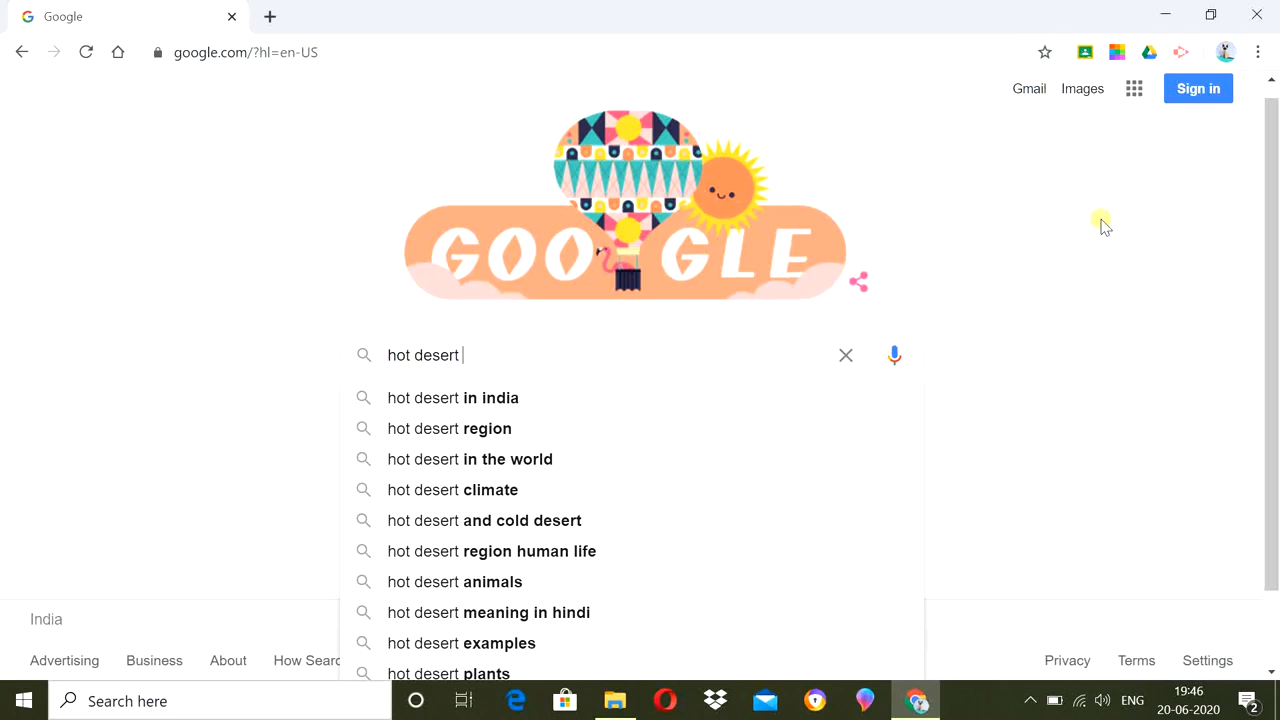 Google
google.com/?hl=en-US
Gmail Images Sign in
GOOGLE
hot desert
hot desert in india
hot desert region
hot desert in the world
hot desert climate
hot desert and cold desert
hot desert region human life
hot desert animals
hot desert meaning in hindi
hot desert examples
hot desert plants
India
Advertising Business About How Searc
Privacy Terms Settings
Search here
ENG
19:46
20-06-2020
2